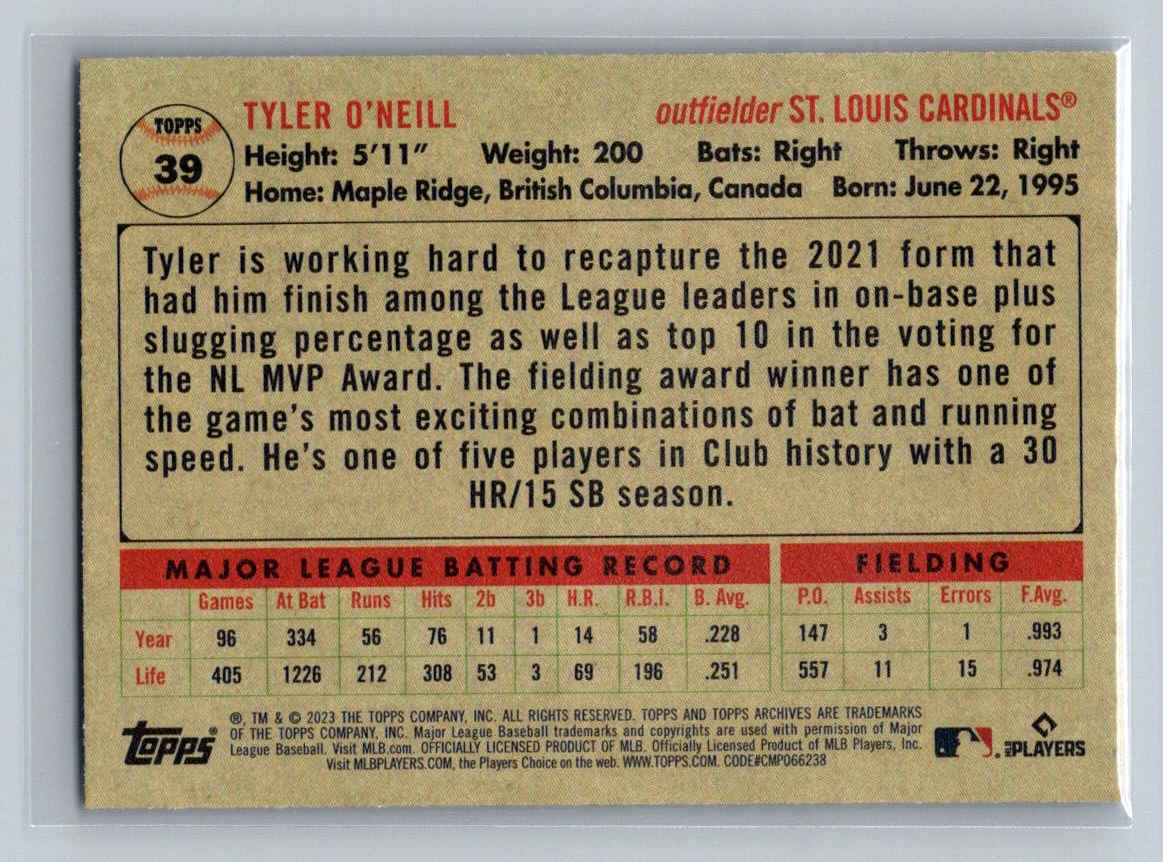 TOPPS
39
TYLER O'NEILL outfielder ST. LOUIS CARDINALS®
Height: 5'11" Weight: 200 Bats: Right Throws: Right
Home: Maple Ridge, British Columbia, Canada Born: June 22, 1995
Tyler is working hard to recapture the 2021 form that
had him finish among the League leaders in on-base plus
slugging percentage as well as top 10 in the voting for
the NL MVP Award. The fielding award winner has one of
the game's most exciting combinations of bat and running
speed. He's one of five players in Club history with a 30
HR/15 SB season.
MAJOR LEAGUE BATTING RECORD FIELDING
Games At Bat Runs Hits 2b 3b H.R. R.B.I. B. Avg. P.O. Assists Errors F.Avg.
Year 96 334 56 76 11 1 14 58 .228 147 3 1 .993
Life 405 1226 212 308 53 3 69 196 .251 557 11 15 .974
®, TM & © 2023 THE TOPPS COMPANY, INC. ALL RIGHTS RESERVED. TOPPS AND TOPPS ARCHIVES ARE TRADEMARKS
OF THE TOPPS COMPANY, INC. Major League Baseball trademarks and copyrights are used with permission of Major
League Baseball. Visit MLB.com. OFFICIALLY LICENSED PRODUCT OF MLB. Officially Licensed Product of MLB Players, Inc.
Visit MLBPLAYERS.COM, the Players Choice on the web. WWW.TOPPS.COM. CODE#CMP066238
topps®
MLB PLAYERS